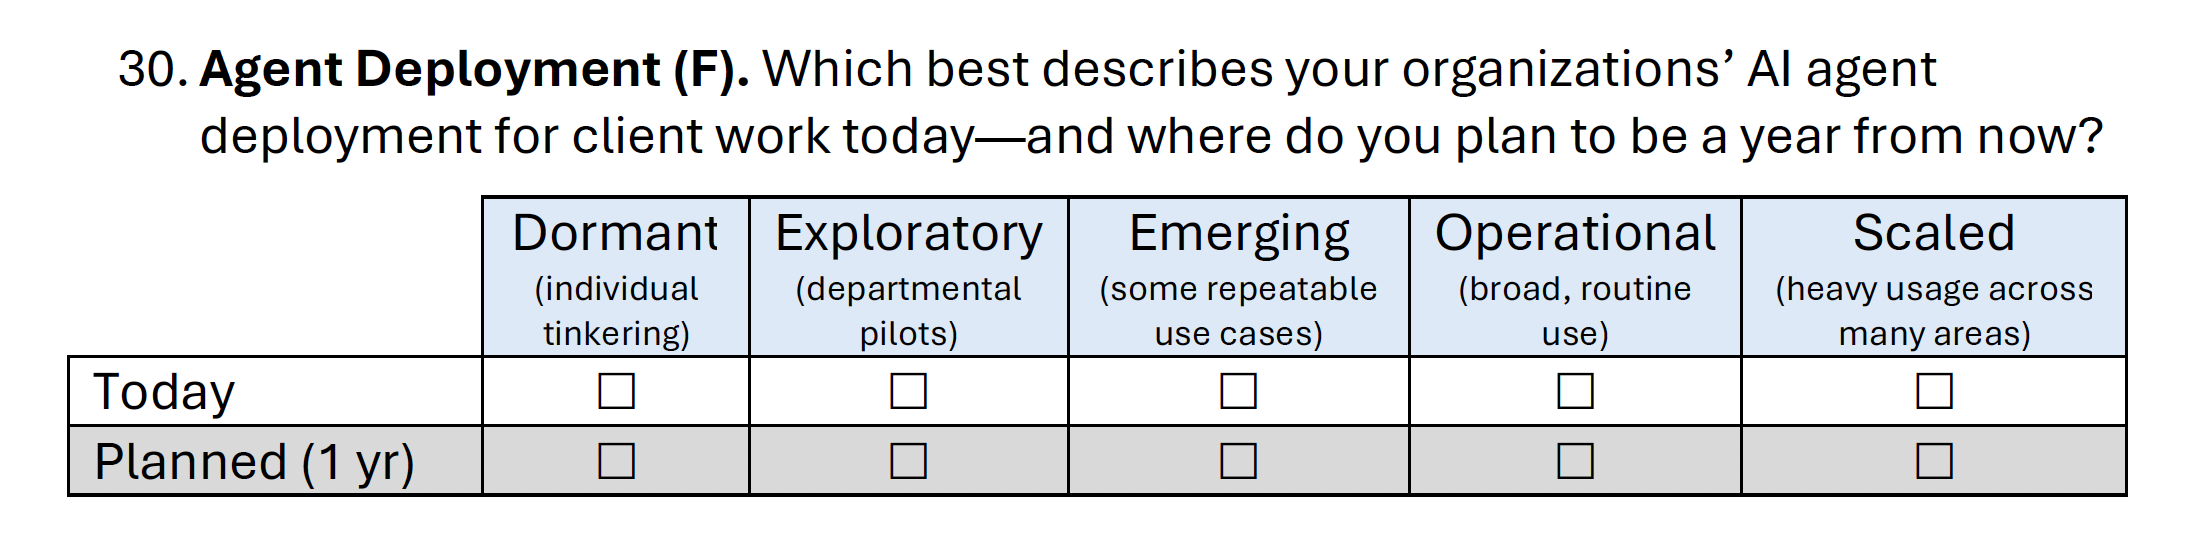 30. Agent Deployment (F). Which best describes your organizations’ AI agent
deployment for client work today—and where do you plan to be a year from now?
Dormant
(individual
tinkering)
Exploratory
(departmental
pilots)
Emerging
(some repeatable
use cases)
Operational
(broad, routine
use)
Scaled
(heavy usage across
many areas)
Today ☐ ☐ ☐ ☐ ☐
Planned (1 yr) ☐ ☐ ☐ ☐ ☐